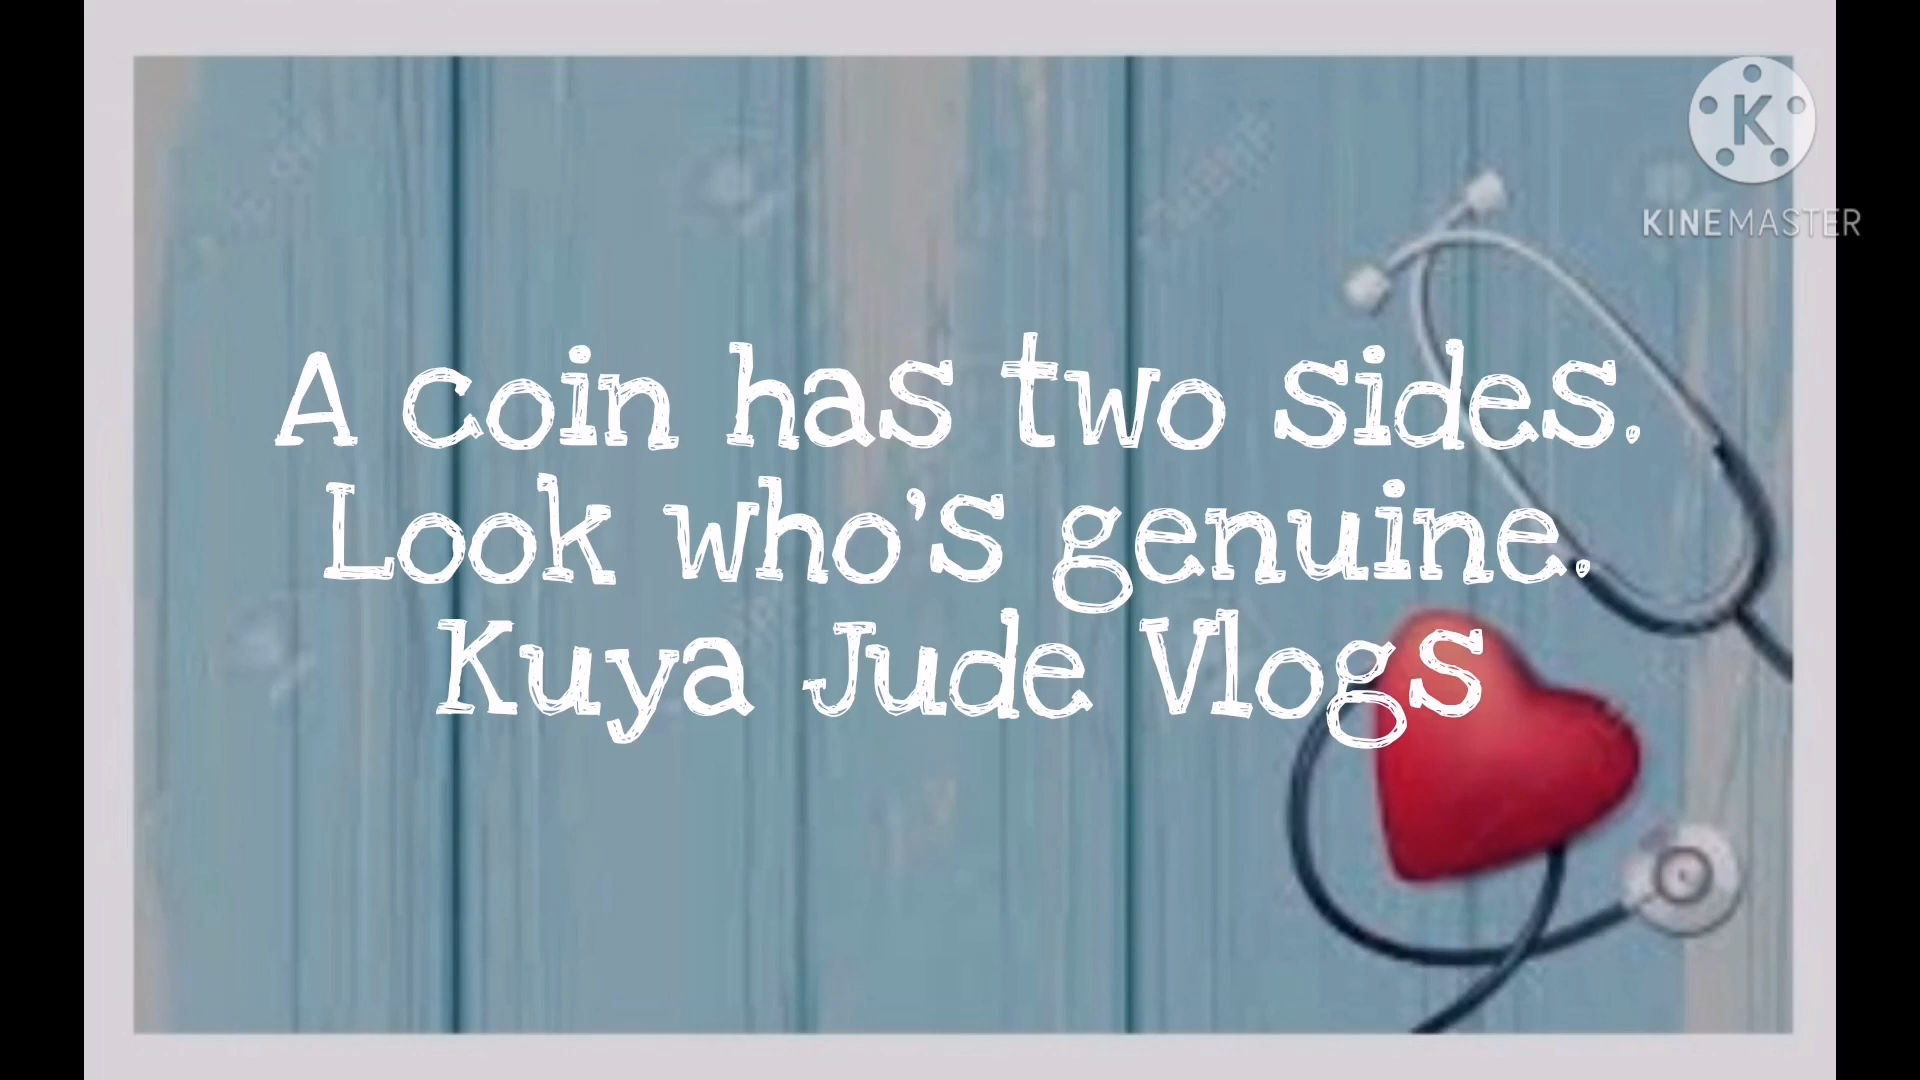 K
KINEMASTER
A coin has two sides.
Look who's genuine.
Kuya Jude Vlogs